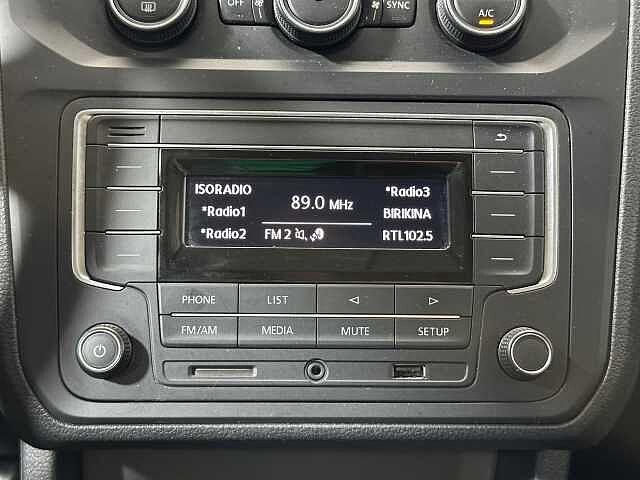 OFF
SYNC
A/C
ISORADIO
89.0 MHz
*Radio3
*Radio1
BIRIKINA
*Radio2
FM 2
RTL102.5
PHONE
LIST
FM/AM
MEDIA
MUTE
SETUP